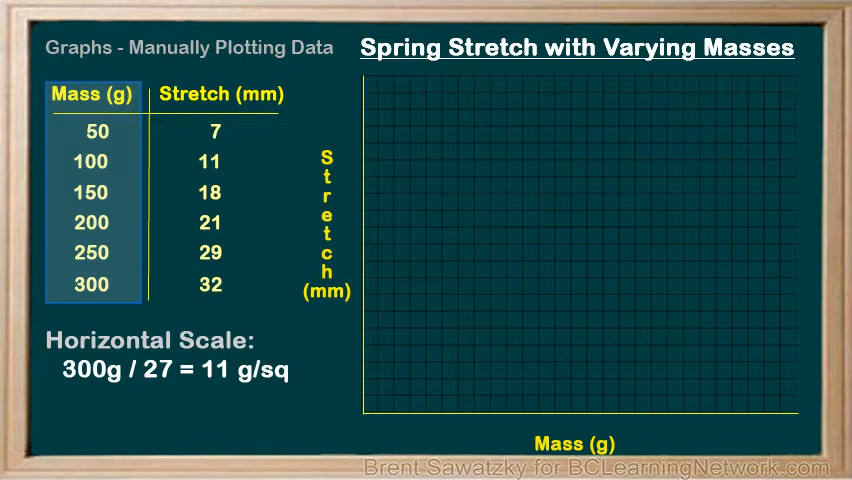 Graphs - Manually Plotting Data
Spring Stretch with Varying Masses
Mass (g) Stretch (mm)
50 7
100 11
150 18
200 21
250 29
300 32
Stretch (mm)
Horizontal Scale:
300g / 27 = 11 g/sq
Mass (g)
Brent Sawatzky for BCLearningNetwork.com